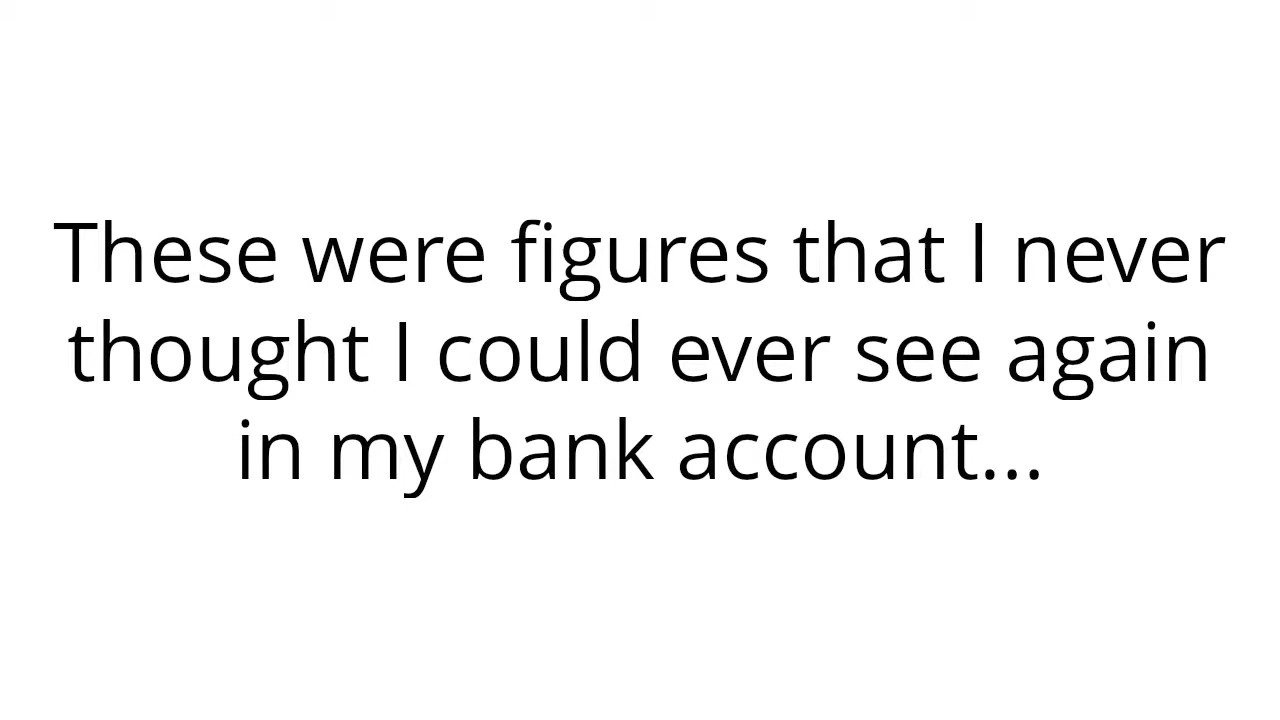 These were figures that I never
thought I could ever see again
in my bank account...